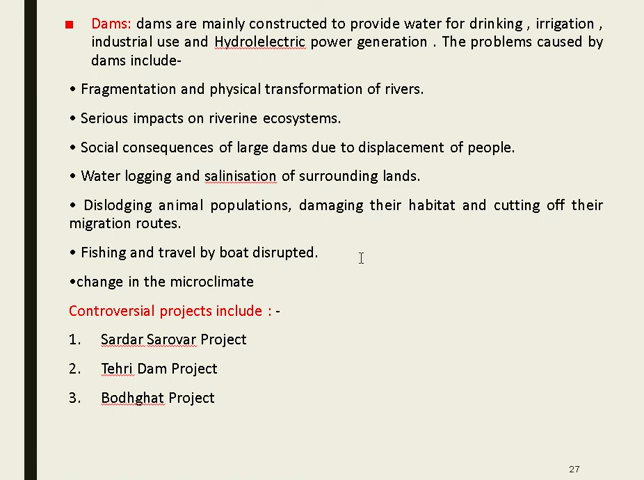 ■ Dams: dams are mainly constructed to provide water for drinking , irrigation ,
industrial use and Hydrolelectric power generation . The problems caused by
dams include-
• Fragmentation and physical transformation of rivers.
• Serious impacts on riverine ecosystems.
• Social consequences of large dams due to displacement of people.
• Water logging and salinisation of surrounding lands.
• Dislodging animal populations, damaging their habitat and cutting off their
migration routes.
• Fishing and travel by boat disrupted.
•change in the microclimate
Controversial projects include : -
1. Sardar Sarovar Project
2. Tehri Dam Project
3. Bodhghat Project
27